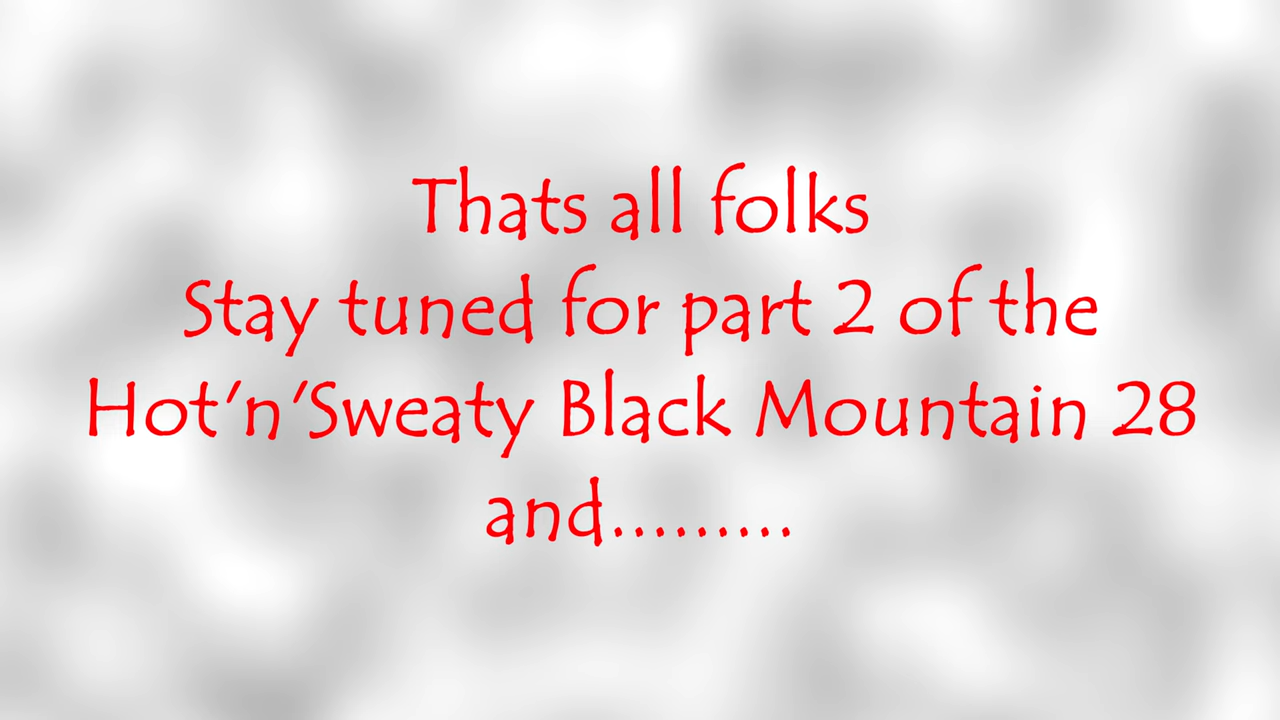 Thats all folks
Stay tuned for part 2 of the
Hot'n'Sweaty Black Mountain 28
and.........